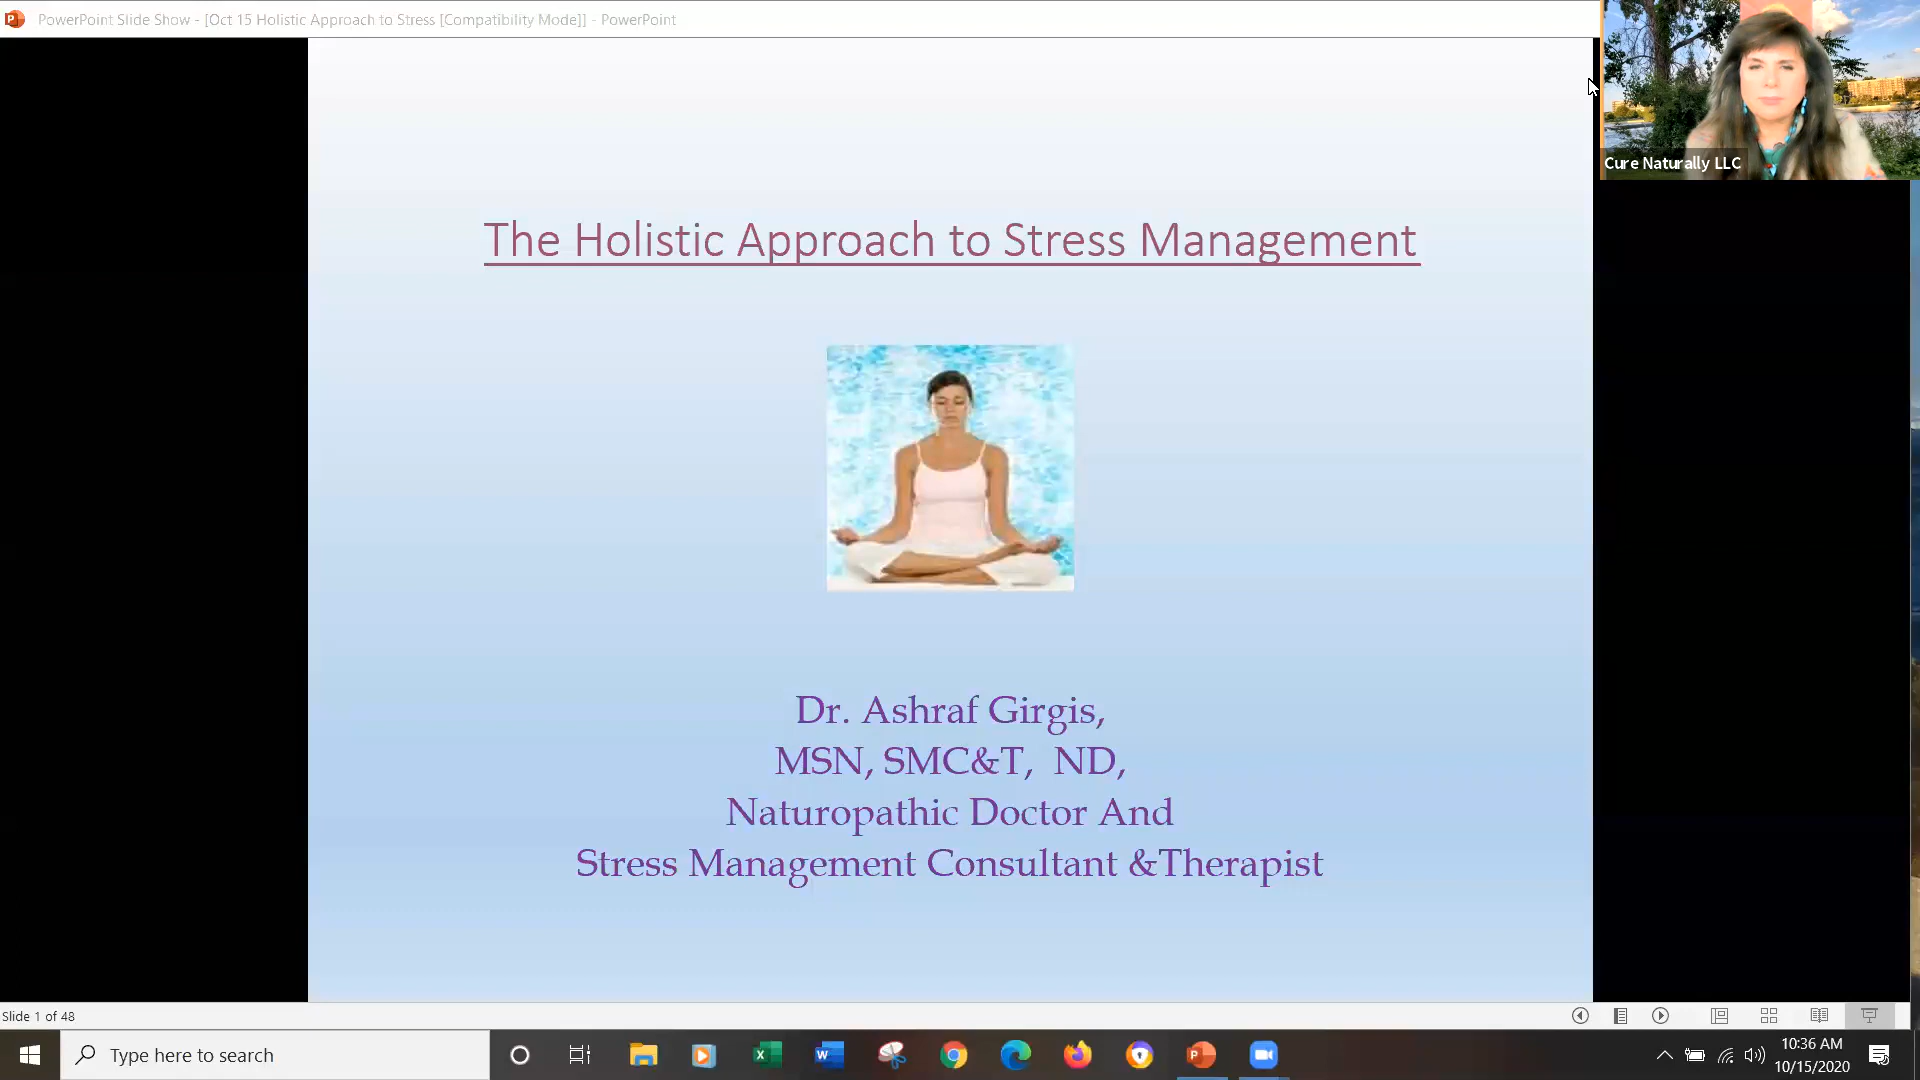 PowerPoint Slide Show - [Oct 15 Holistic Approach to Stress [Compatibility Mode]] - PowerPoint
Cure Naturally LLC
The Holistic Approach to Stress Management
Dr. Ashraf Girgis,
MSN, SMC&T, ND,
Naturopathic Doctor And
Stress Management Consultant &Therapist
Slide 1 of 48
Type here to search
10:36 AM
10/15/2020